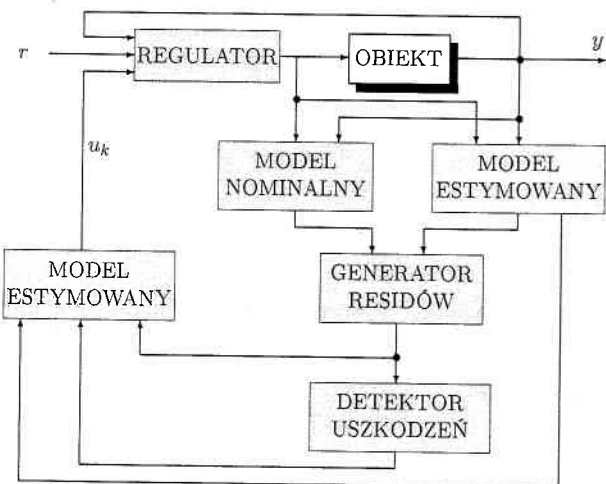 r
REGULATOR
OBIEKT
y
u_k
MODEL
NOMINALNY
MODEL
ESTYMOWANY
MODEL
ESTYMOWANY
GENERATOR
RESIDÓW
DETEKTOR
USZKODZEŃ